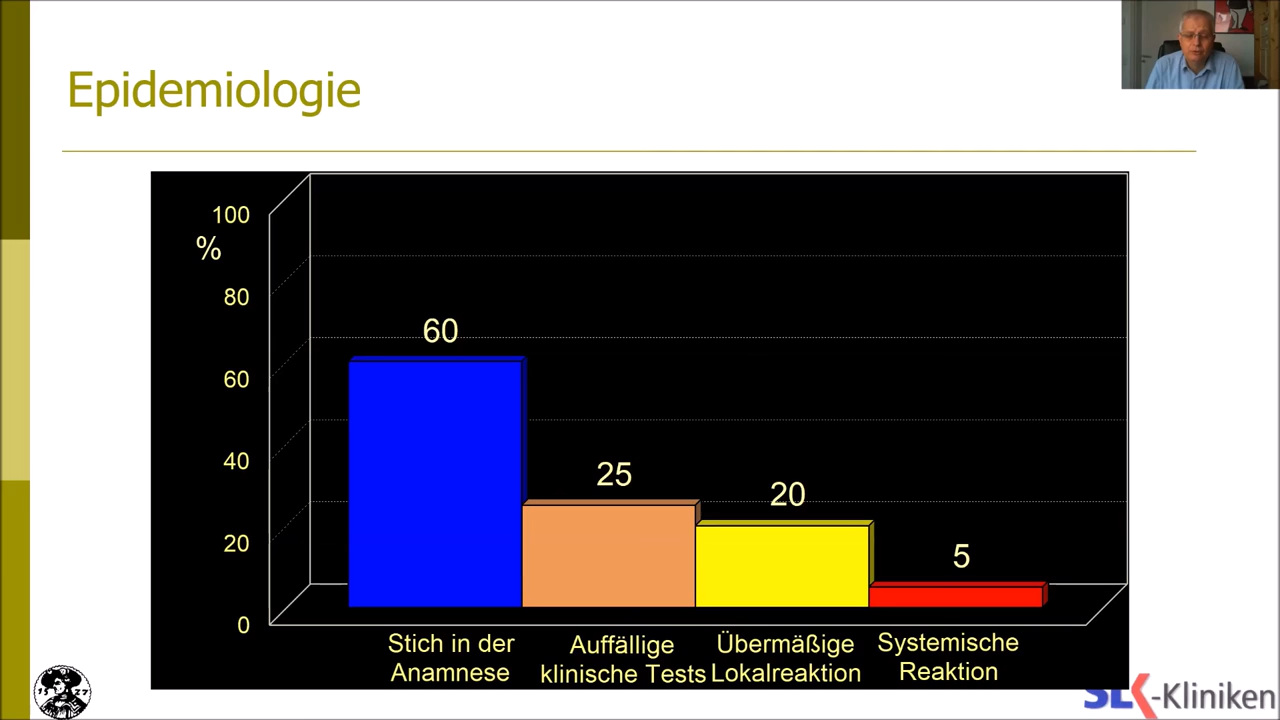 Epidemiologie
100
%
80
60
40
20
0
60
25
20
5
Stich in der
Anamnese
Auffällige
klinische Tests
Übermäßige
Lokalreaktion
Systemische
Reaktion
1527
SLK-Kliniken